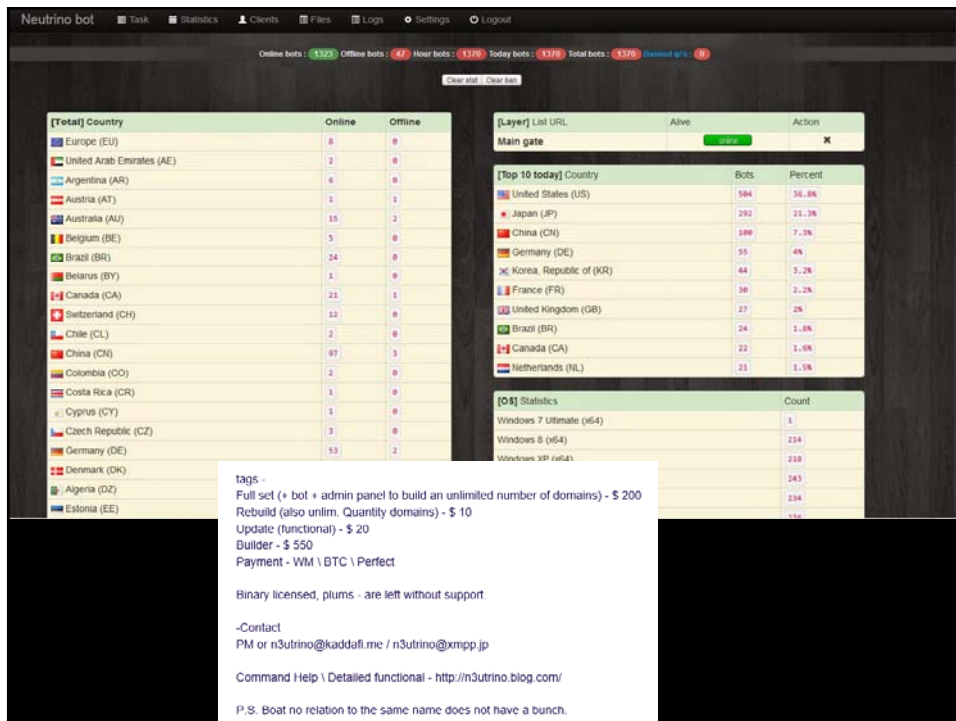 Neutrino bot Task Statistics Clients Files Logs Settings Logout
Online bots : 1323 Offline bots : 47 Hour bots : 1370 Today bots : 1370 Total bots : 1370 Banned ip's : 0
Clear stat Clear ban
[Total] Country Online Offline
Europe (EU) 8 0
United Arab Emirates (AE) 2 0
Argentina (AR) 6 0
Austria (AT) 1 1
Australia (AU) 15 2
Belgium (BE) 5 0
Brazil (BR) 24 0
Belarus (BY) 1 0
Canada (CA) 21 1
Switzerland (CH) 12 0
Chile (CL) 2 0
China (CN) 97 3
Colombia (CO) 2 0
Costa Rica (CR) 1 0
Cyprus (CY) 1 0
Czech Republic (CZ) 3 0
Germany (DE) 53 2
Denmark (DK)
Algeria (DZ)
Estonia (EE)
[Layer] List URL Alive Action
Main gate online
[Top 10 today] Country Bots Percent
United States (US) 504 36.8%
Japan (JP) 292 21.3%
China (CN) 100 7.3%
Germany (DE) 55 4%
Korea, Republic of (KR) 44 3.2%
France (FR) 30 2.2%
United Kingdom (GB) 27 2%
Brazil (BR) 24 1.8%
Canada (CA) 22 1.6%
Netherlands (NL) 21 1.5%
[OS] Statistics Count
Windows 7 Ultimate (x64) 1
Windows 8 (x64) 214
Windows XP (x64) 218
243
234
tags -
Full set (+ bot + admin panel to build an unlimited number of domains) - $ 200
Rebuild (also unlim. Quantity domains) - $ 10
Update (functional) - $ 20
Builder - $ 550
Payment - WM \ BTC \ Perfect
Binary licensed, plums - are left without support.
-Contact
PM or n3utrino@kaddafi.me / n3utrino@xmpp.jp
Command Help \ Detailed functional - http://n3utrino.blog.com/
P.S. Boat no relation to the same name does not have a bunch.